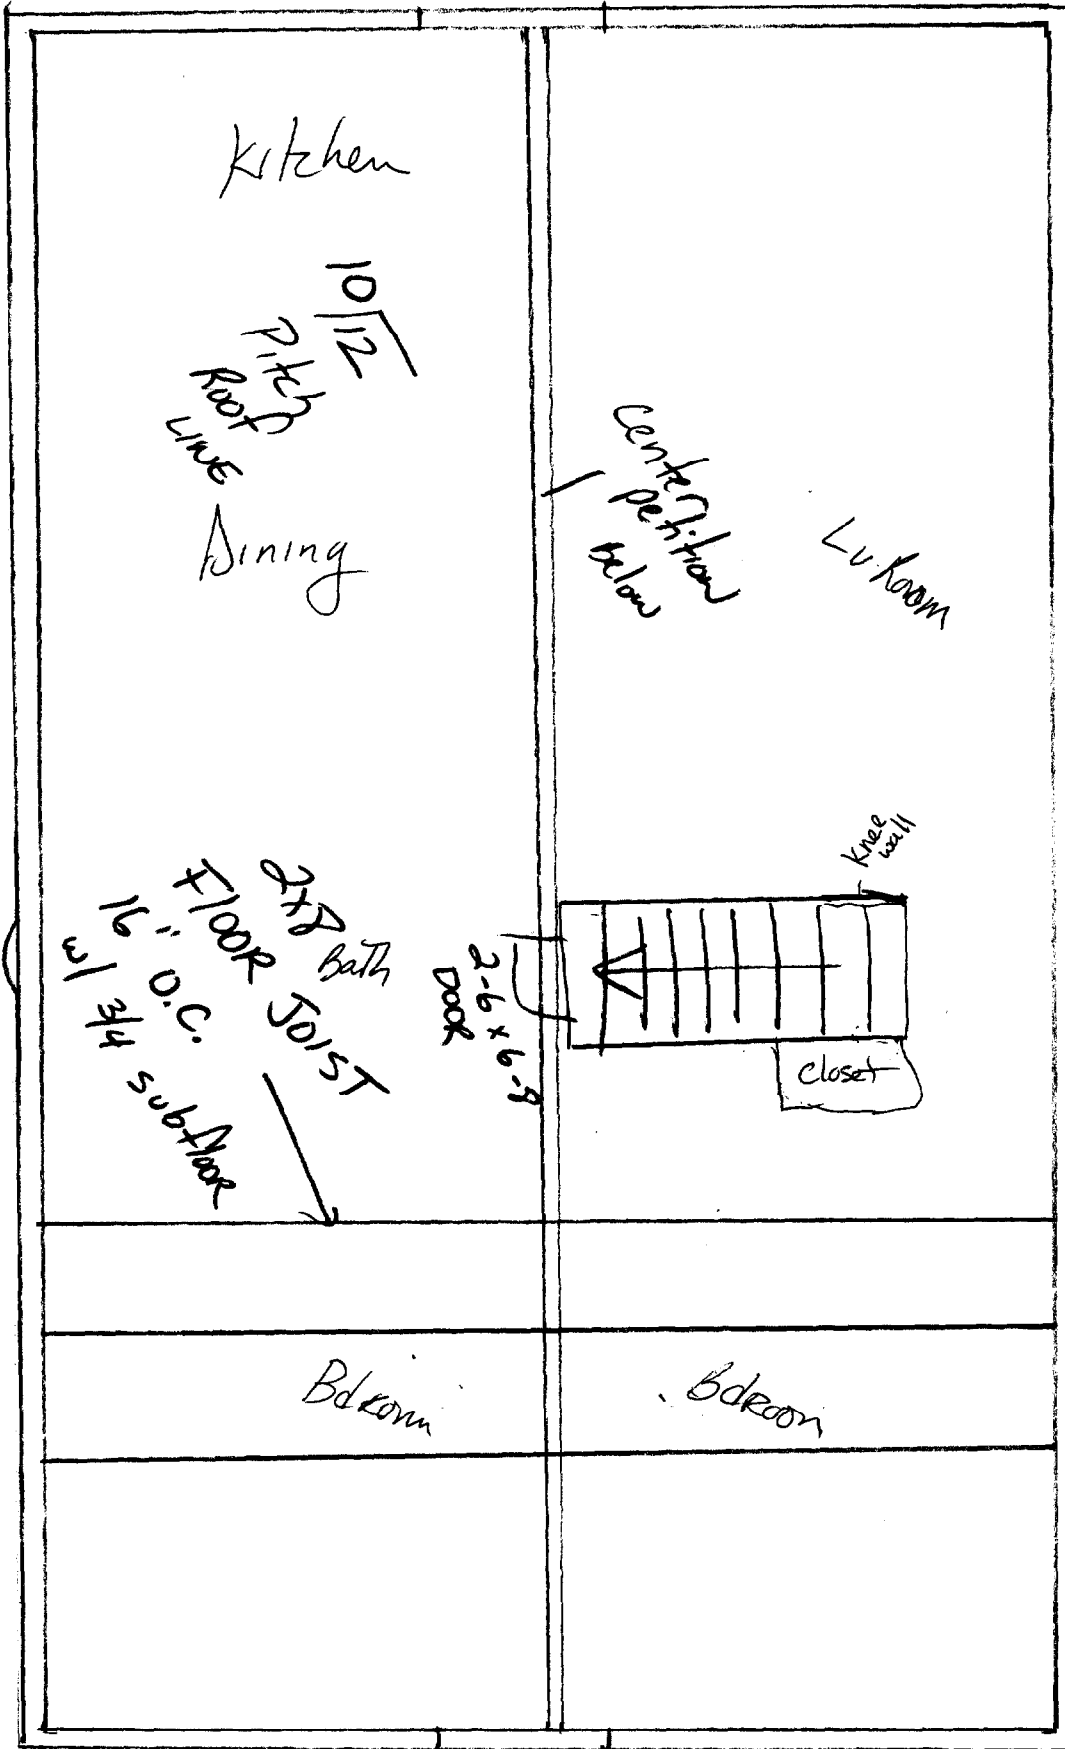 Kitchen
10
12
Pitch
Roof
LINE
Dining
Center
petition
Below
Lv. Room
Knee
wall
2x8
FlOOR JOIST
16" O.C.
w/ 3/4 subflooR
Bath
2-6 x 6-8
DOOR
Closet
Bdroom
Bdroom